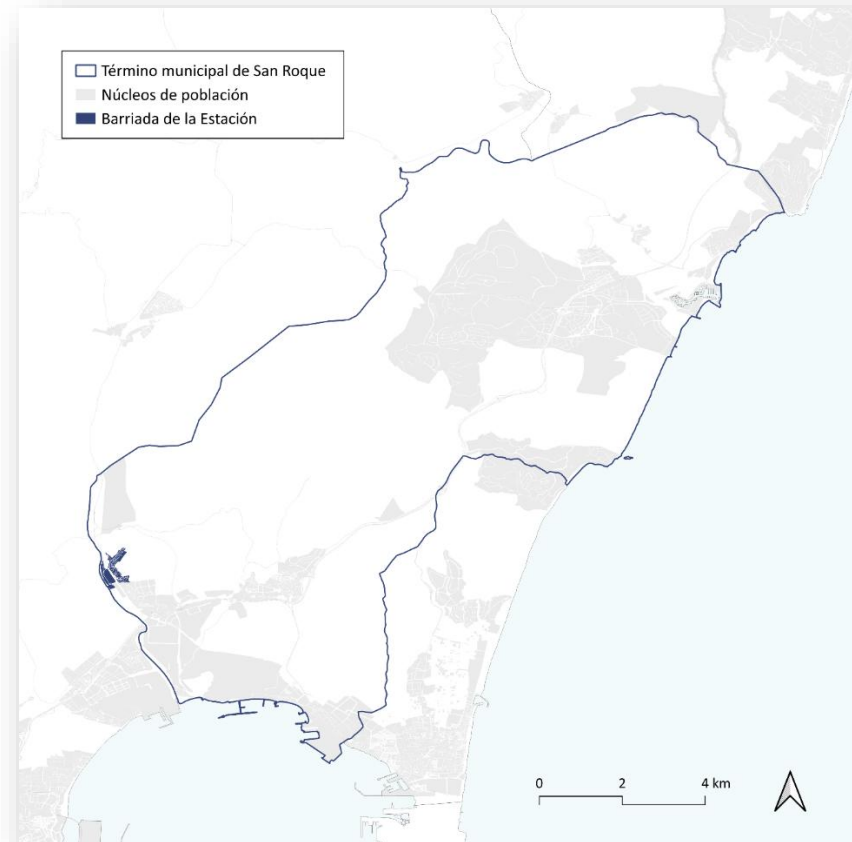 Término municipal de San Roque
Núcleos de población
Barriada de la Estación
0 2 4 km